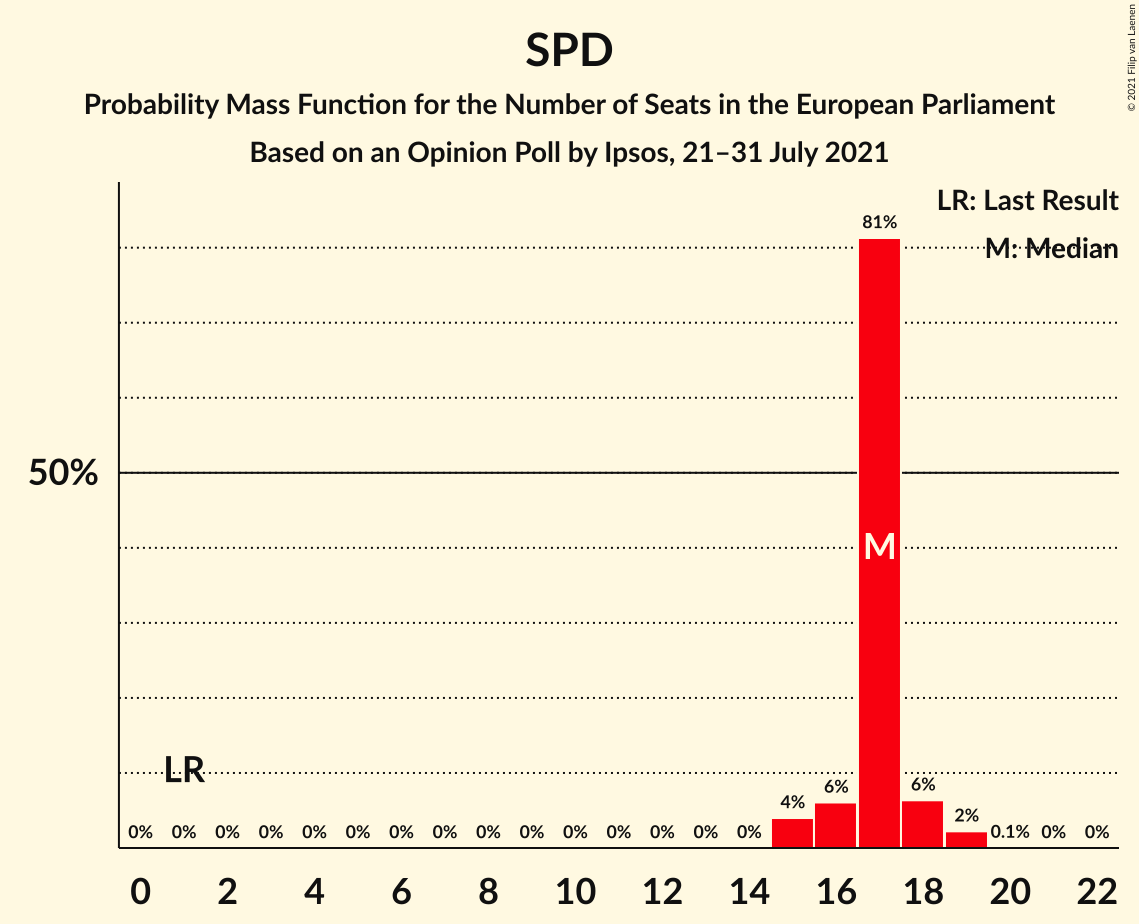 SPD
Probability Mass Function for the Number of Seats in the European Parliament
Based on an Opinion Poll by Ipsos, 21–31 July 2021
© 2021 Filip van Laenen
LR: Last Result
M: Median
81%
50%
M
LR
4%
6%
6%
2%
0% 0% 0% 0% 0% 0% 0% 0% 0% 0% 0% 0% 0% 0% 0% 0.1% 0% 0%
0 2 4 6 8 10 12 14 16 18 20 22